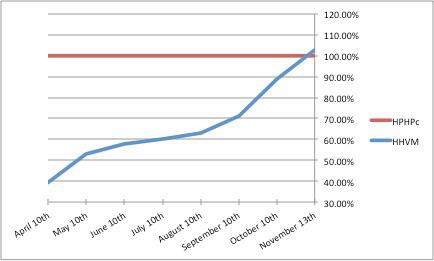 120.00%
110.00%
100.00%
90.00%
80.00%
70.00%
60.00%
50.00%
40.00%
30.00%
HPHPc
HHVM
April 10th
May 10th
June 10th
July 10th
August 10th
September 10th
October 10th
November 13th